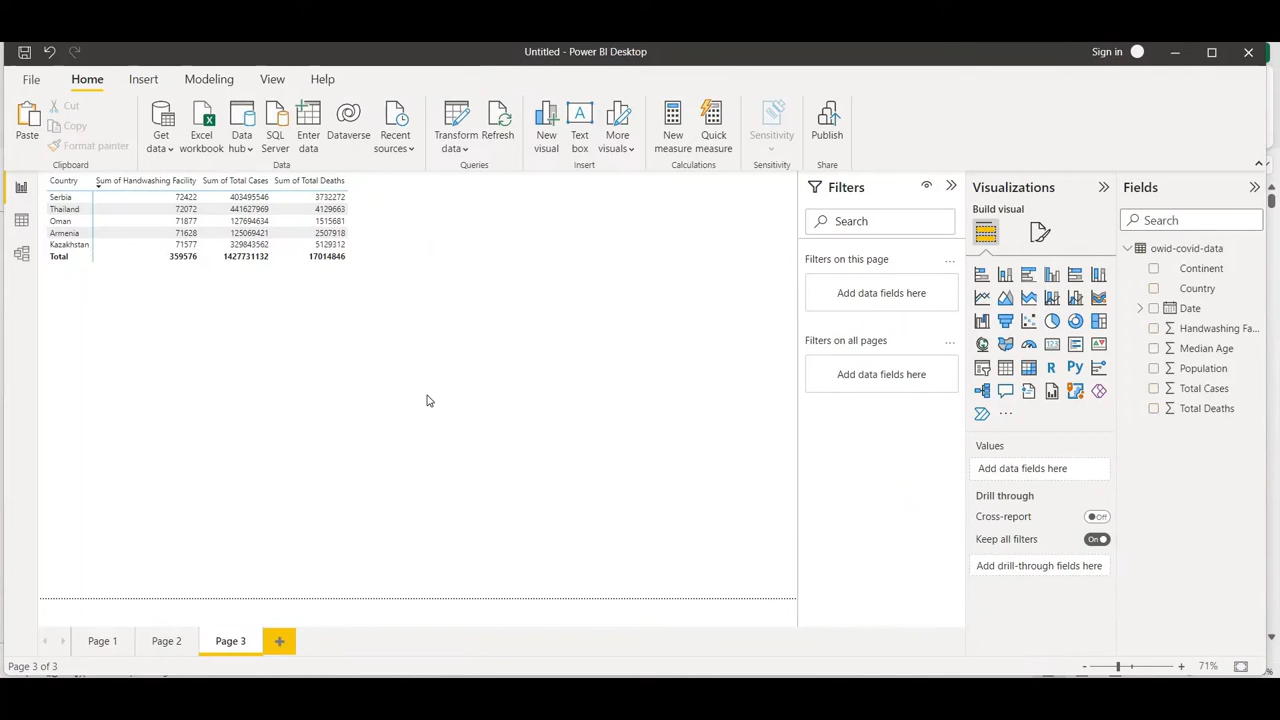 Untitled - Power BI Desktop
Sign in
File Home Insert Modeling View Help
Paste
Cut
Copy
Format painter
Clipboard
Get data
Excel workbook
Data hub
SQL Server
Enter data
Dataverse
Recent sources
Data
Transform data
Refresh
Queries
New visual
Text box
More visuals
Insert
New measure
Quick measure
Calculations
Sensitivity
Sensitivity
Publish
Share
Country Sum of Handwashing Facility Sum of Total Cases Sum of Total Deaths
Serbia 72422 403495546 3732272
Thailand 72072 441627969 4129663
Oman 71877 127694634 1515681
Armenia 71628 125069421 2507918
Kazakhstan 71577 329843562 5129312
Total 359576 1427731132 17014846
Filters
Search
Filters on this page
...
Add data fields here
Filters on all pages
...
Add data fields here
Visualizations
Build visual
R
Py
123
...
Values
Add data fields here
Drill through
Cross-report
Off
Keep all filters
On
Add drill-through fields here
Fields
Search
owid-covid-data
Continent
Country
Date
Handwashing Fa...
Median Age
Population
Total Cases
Total Deaths
Page 1 Page 2 Page 3 +
Page 3 of 3
- + 71%